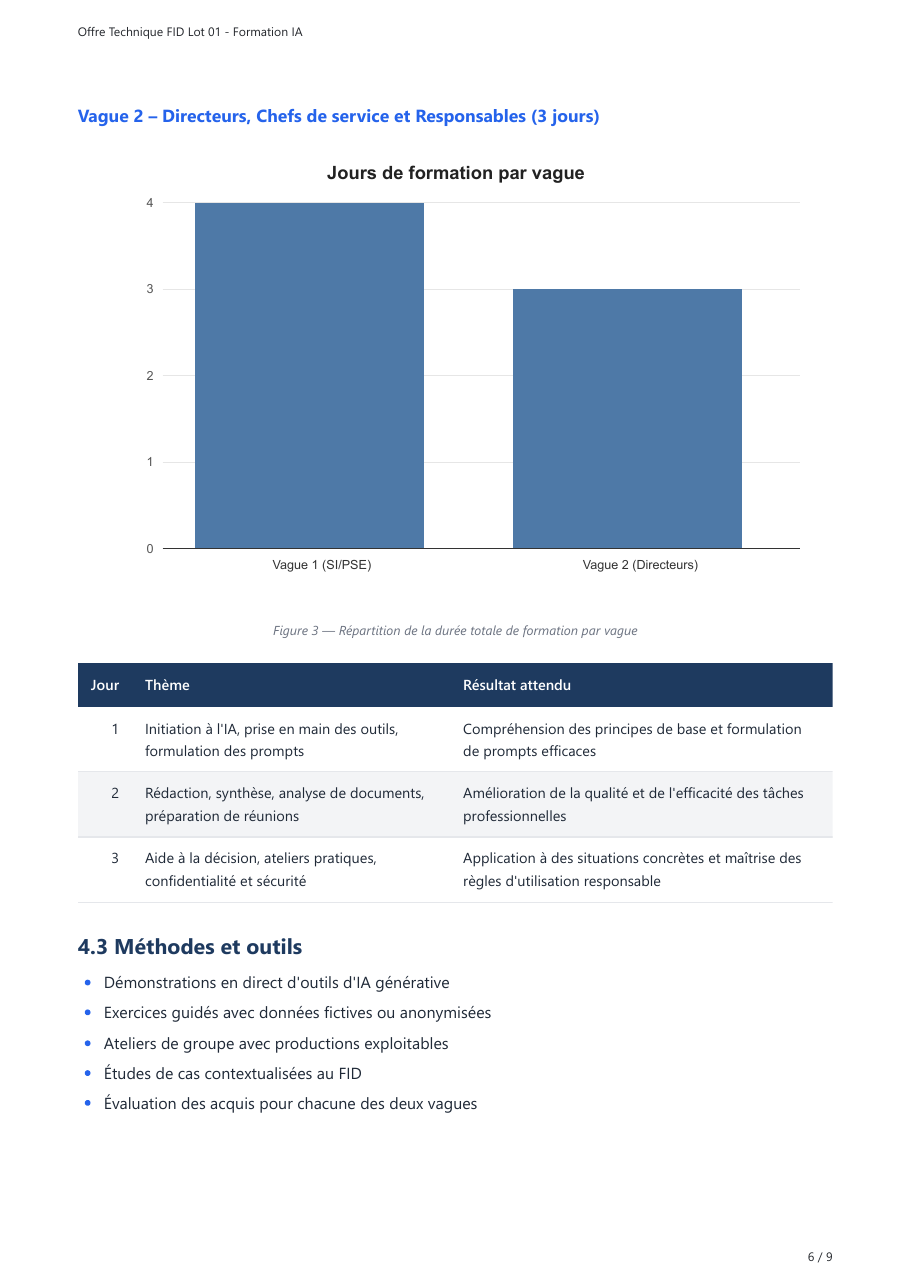 Offre Technique FID Lot 01 - Formation IA
Vague 2 – Directeurs, Chefs de service et Responsables (3 jours)
Jours de formation par vague
4
3
2
1
0
Vague 1 (SI/PSE)
Vague 2 (Directeurs)
Figure 3 — Répartition de la durée totale de formation par vague
Jour Thème Résultat attendu
1 Initiation à l'IA, prise en main des outils, Compréhension des principes de base et formulation
formulation des prompts de prompts efficaces
2 Rédaction, synthèse, analyse de documents, Amélioration de la qualité et de l'efficacité des tâches
préparation de réunions professionnelles
3 Aide à la décision, ateliers pratiques, Application à des situations concrètes et maîtrise des
confidentialité et sécurité règles d'utilisation responsable
4.3 Méthodes et outils
• Démonstrations en direct d'outils d'IA générative
• Exercices guidés avec données fictives ou anonymisées
• Ateliers de groupe avec productions exploitables
• Études de cas contextualisées au FID
• Évaluation des acquis pour chacune des deux vagues
6 / 9